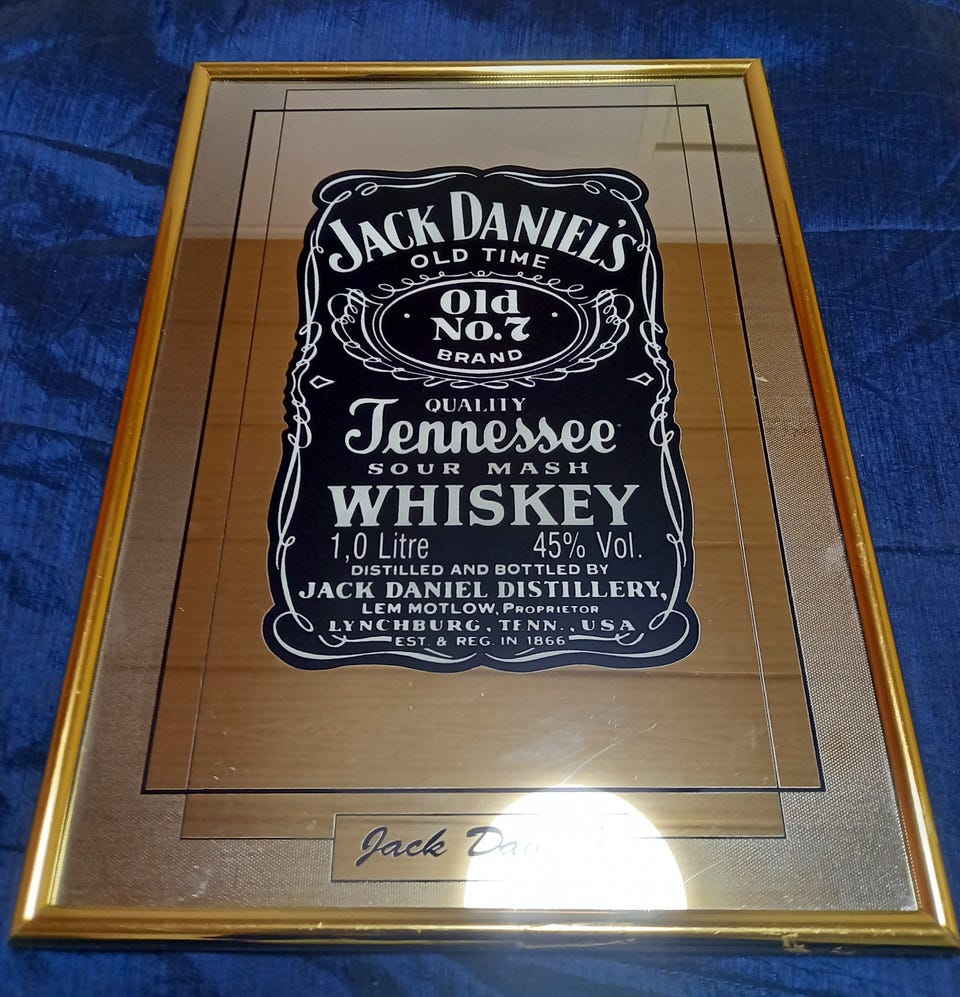 JACK DANIEL'S
OLD TIME
Old
No.7
BRAND
QUALITY
Tennessee
SOUR MASH
WHISKEY
1,0 Litre 45% Vol.
DISTILLED AND BOTTLED BY
JACK DANIEL DISTILLERY,
LEM MOTLOW, PROPRIETOR
LYNCHBURG, TENN., USA
EST. & REG. IN 1866
Jack